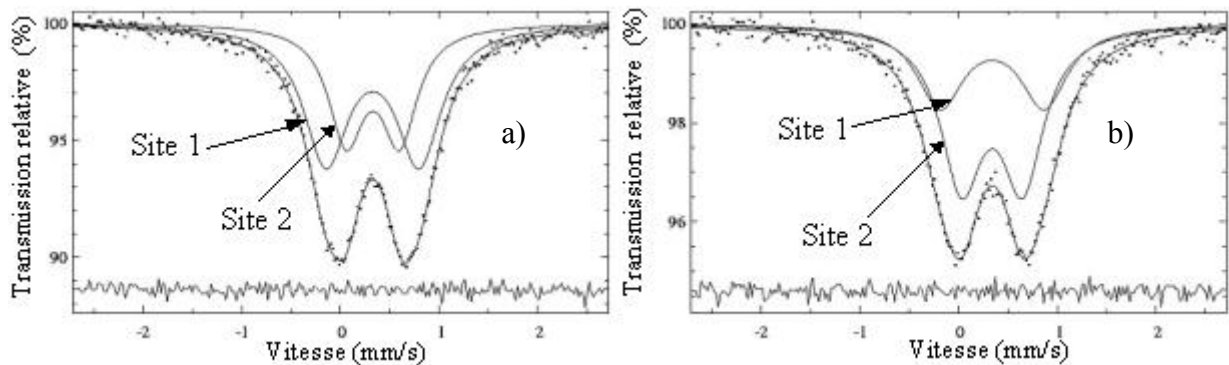 Transmission relative (%)
100
95
90
Site 1
Site 2
a)
-2
-1
0
1
2
Vitesse (mm/s)
Transmission relative (%)
100
98
96
Site 1
Site 2
b)
-2
-1
0
1
2
Vitesse (mm/s)